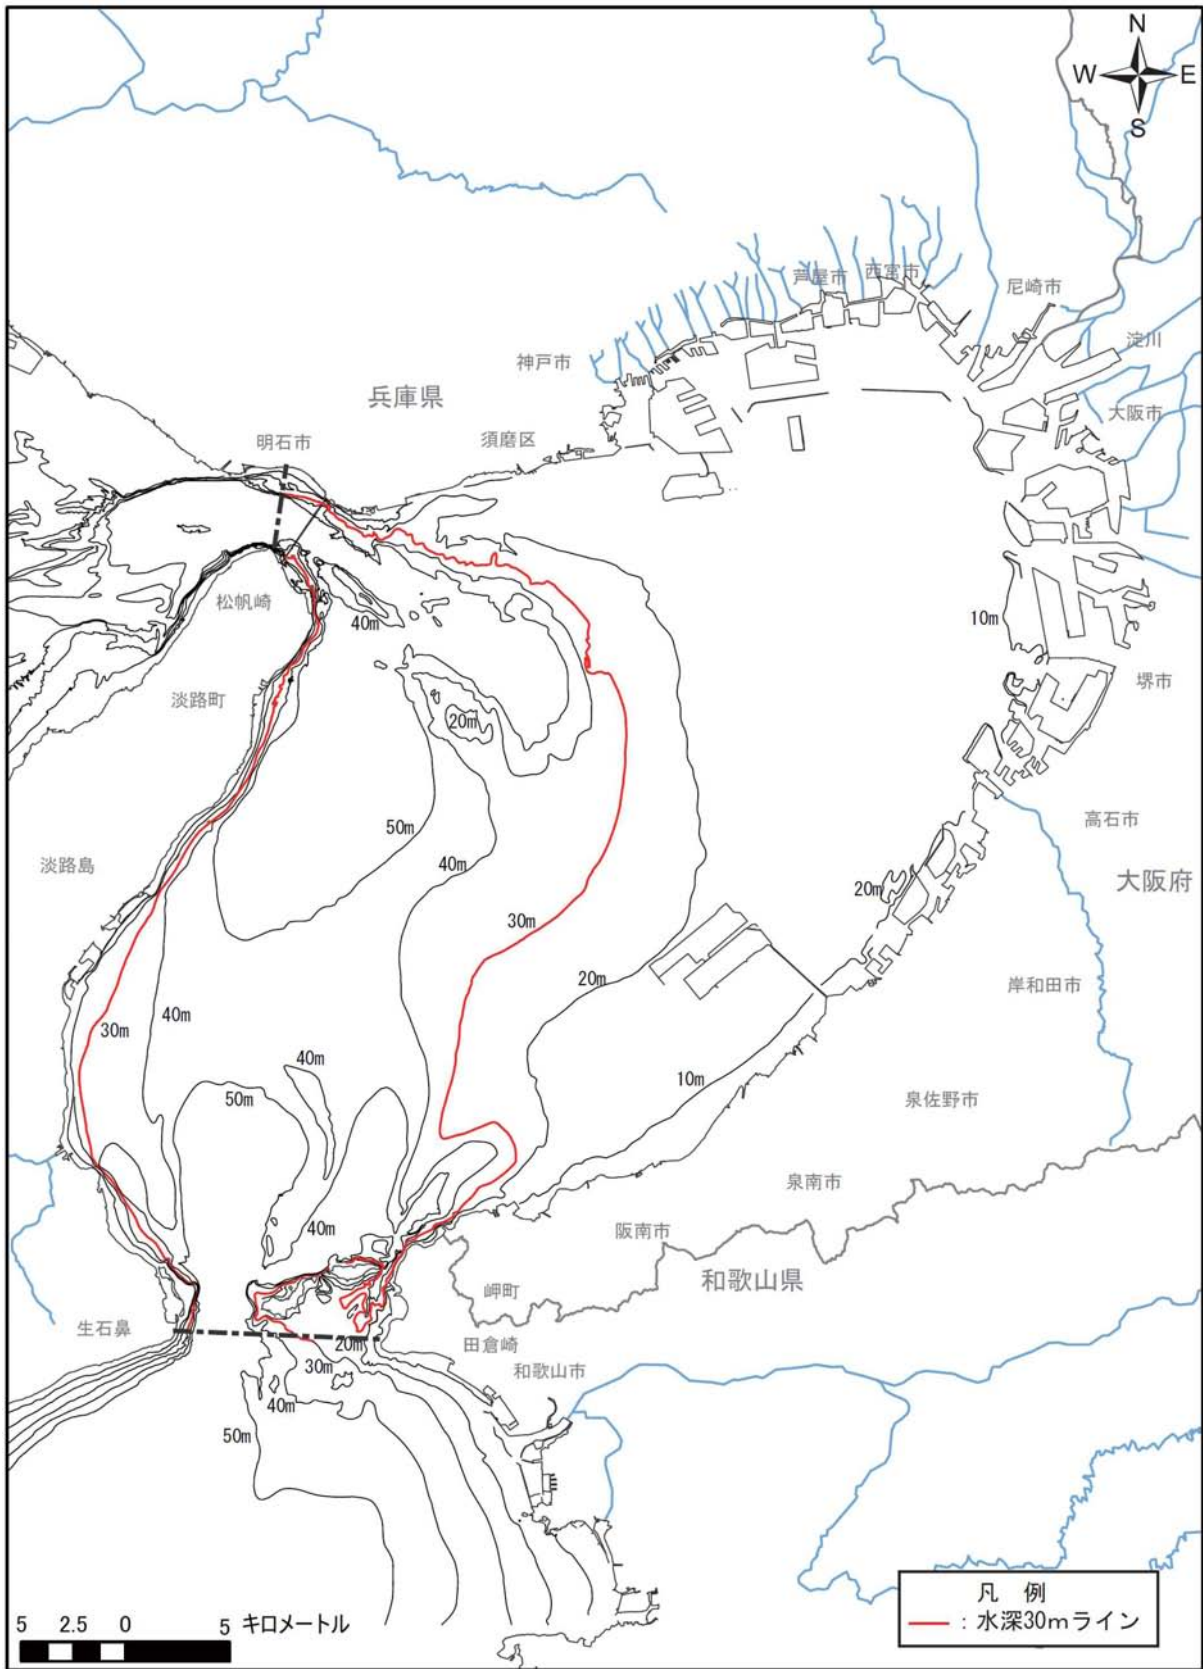 N
W E
S
芦屋市
西宮市
尼崎市
淀川
神戸市
兵庫県
大阪市
明石市
須磨区
10m
松帆崎
40m
堺市
淡路町
20m
50m
高石市
40m
淡路島
大阪府
20m
30m
20m
岸和田市
40m
30m
40m
10m
50m
泉佐野市
泉南市
40m
阪南市
和歌山県
岬町
生石鼻
田倉崎
20m
30m
和歌山市
40m
50m
凡 例
:水深30mライン
5 2.5 0 5 キロメートル